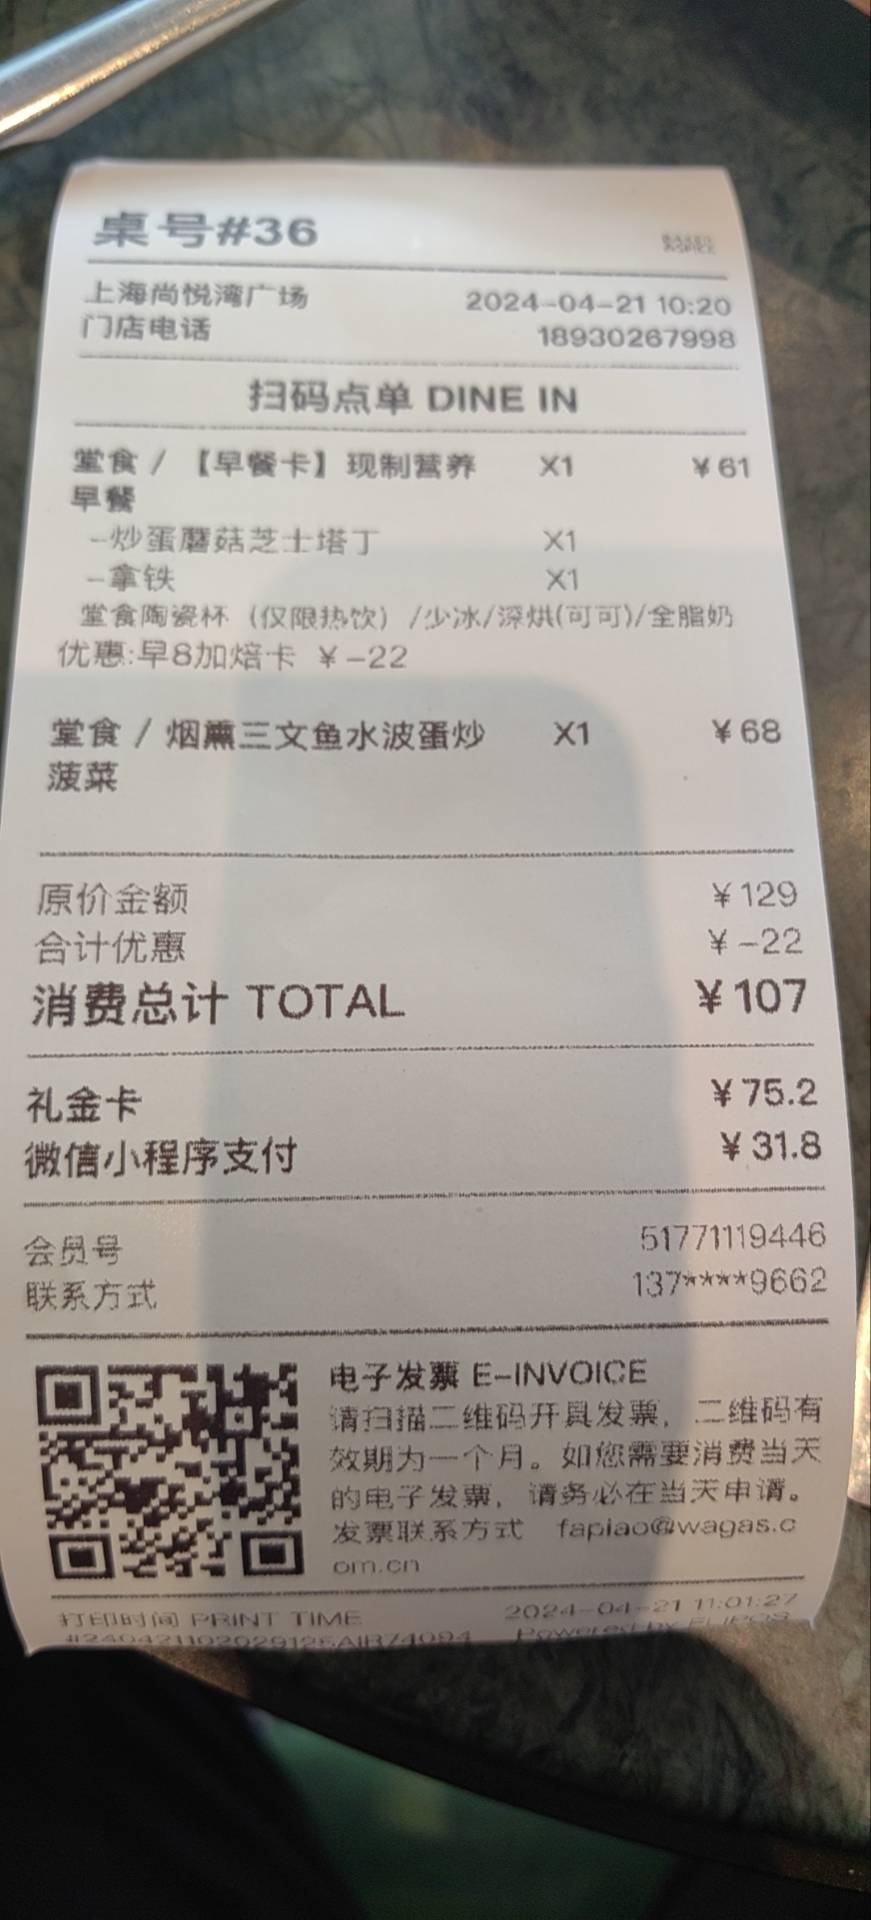 桌号#36
上海尚悦湾广场 2024-04-21 10:20
门店电话 18930267998
扫码点单 DINE IN
堂食 / 【早餐卡】现制营养 X1 ¥61
早餐
-炒蛋蘑菇芝士塔丁 X1
-拿铁 X1
堂食陶瓷杯（仅限热饮）/少冰/深烘(可可)/全脂奶
优惠:早8加焙卡 ¥-22
堂食 / 烟熏三文鱼水波蛋炒 X1 ¥68
菠菜
原价金额 ¥129
合计优惠 ¥-22
消费总计 TOTAL ¥107
礼金卡 ¥75.2
微信小程序支付 ¥31.8
会员号 51771119446
联系方式 137****9662
电子发票 E-INVOICE
请扫描二维码开具发票，二维码有
效期为一个月。如您需要消费当天
的电子发票，请务必在当天申请。
发票联系方式 fapiao@wagas.c
om.cn
打印时间 PRINT TIME 2024-04-21 11:01:27
Powered by